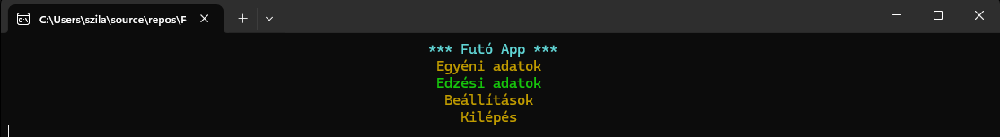 C:\Users\szila\source\repos\F
*** Futó App ***
Egyéni adatok
Edzési adatok
Beállítások
Kilépés